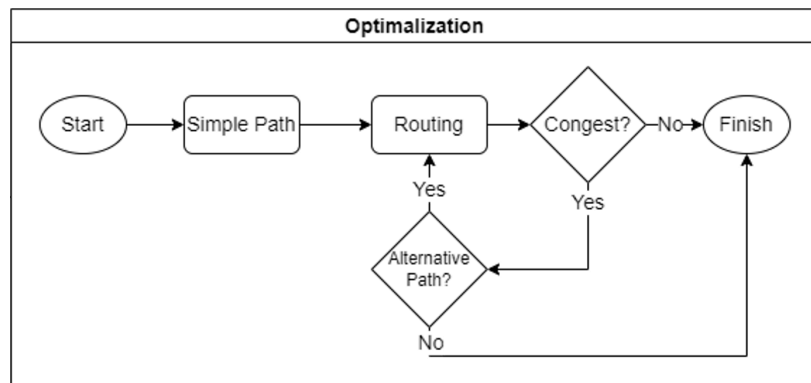 Optimalization
Start
Simple Path
Routing
Congest?
No
Finish
Yes
Yes
Alternative
Path?
No